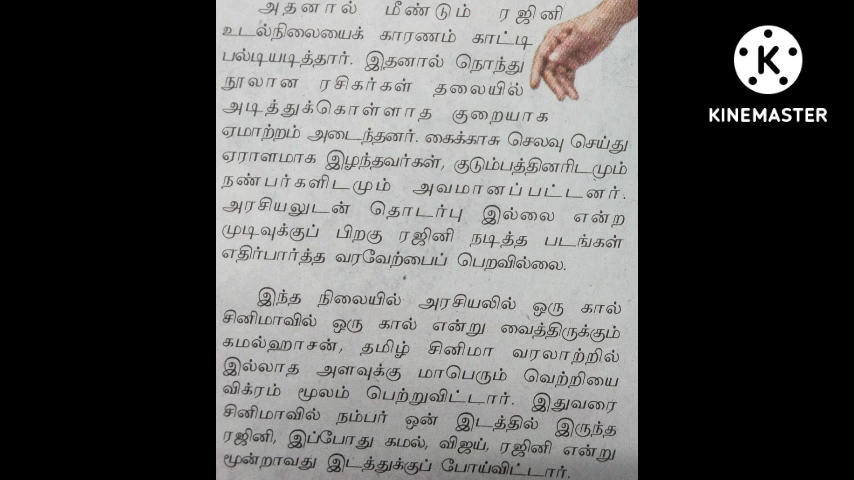 அதனால் மீண்டும் ரஜினி
உடல்நிலையைக் காரணம் காட்டி
பல்டியடித்தார். இதனால் நொந்து
நூலான ரசிகர்கள் தலையில்
அடித்துக்கொள்ளாத குறையாக
ஏமாற்றம் அடைந்தனர். கைக்காசு செலவு செய்து
ஏராளமாக இழந்தவர்கள், குடும்பத்தினரிடமும்
நண்பர்களிடமும் அவமானப்பட்டனர்.
அரசியலுடன் தொடர்பு இல்லை என்ற
முடிவுக்குப் பிறகு ரஜினி நடித்த படங்கள்
எதிர்பார்த்த வரவேற்பைப் பெறவில்லை.
இந்த நிலையில் அரசியலில் ஒரு கால்
சினிமாவில் ஒரு கால் என்று வைத்திருக்கும்
கமல்ஹாசன், தமிழ் சினிமா வரலாற்றில்
இல்லாத அளவுக்கு மாபெரும் வெற்றியை
விக்ரம் மூலம் பெற்றுவிட்டார். இதுவரை
சினிமாவில் நம்பர் ஒன் இடத்தில் இருந்த
ரஜினி, இப்போது கமல், விஜய், ரஜினி என்று
மூன்றாவது இடத்துக்குப் போய்விட்டார்.
K
KINEMASTER